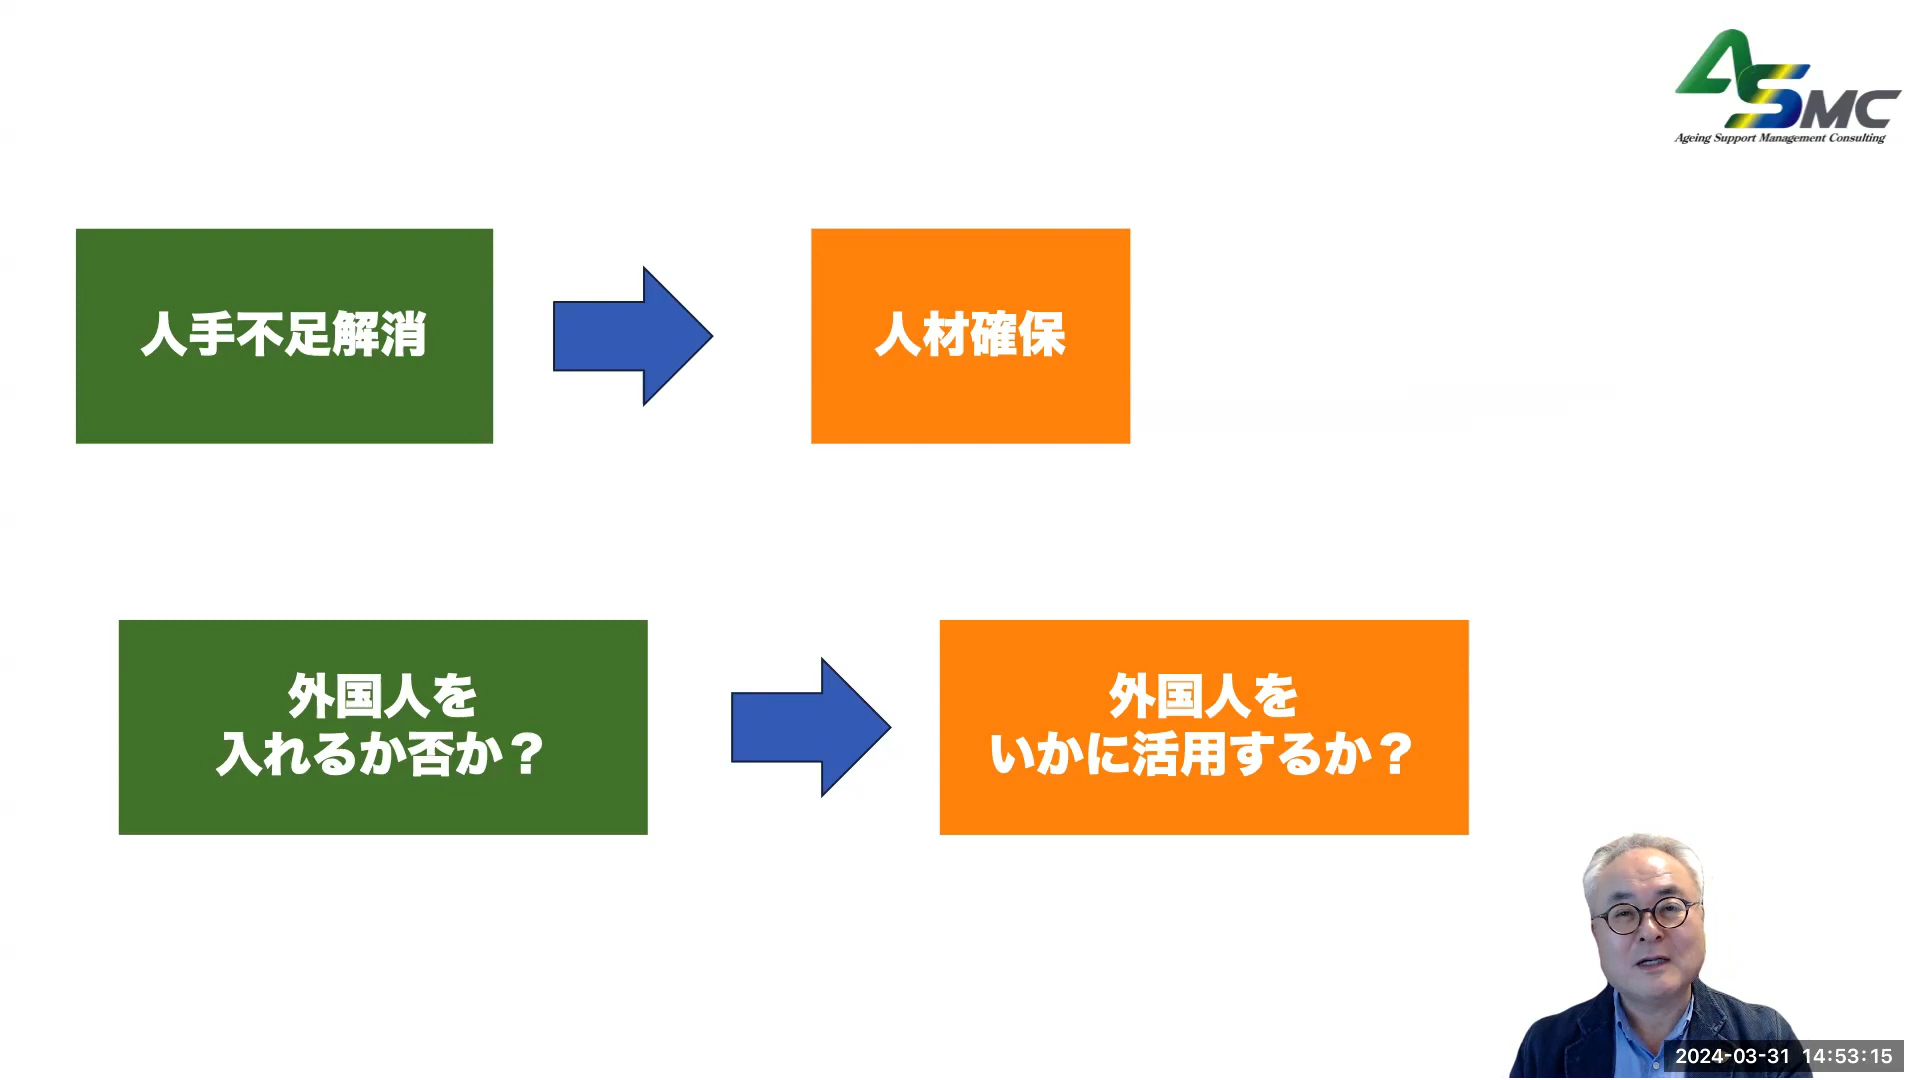 ASMC
Ageing Support Management Consulting
人手不足解消
人材確保
外国人を
入れるか否か？
外国人を
いかに活用するか？
2024-03-31 14:53:15